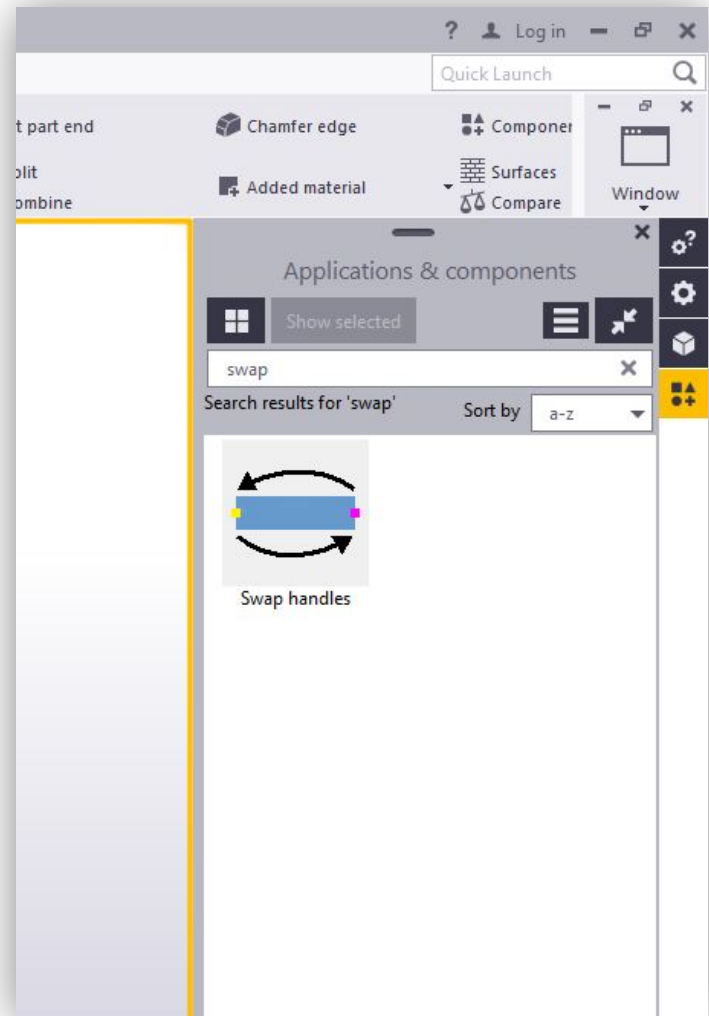 ? Log in
Quick Launch
t part end
Chamfer edge
Componer
Surfaces
Added material
Compare
ombine
Window
Applications & components
Show selected
swap
Search results for 'swap'
Sort by a-z
Swap handles